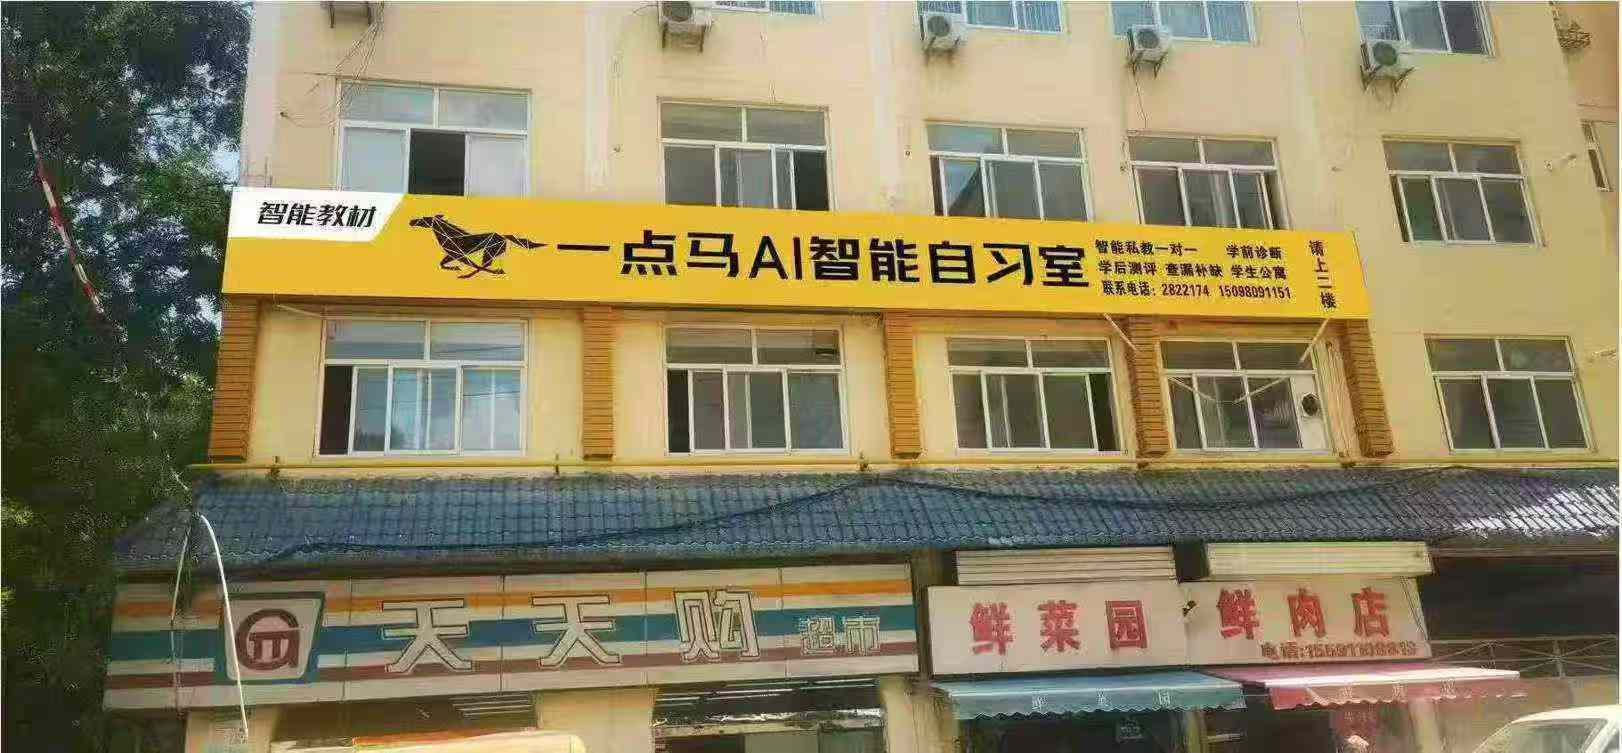 智能教材
一点马AI智能自习室
智能私教一对一 学前诊断
学后测评 查漏补缺 学生公寓
联系电话：2822174 15098091151
请上二楼
天天购超市
鲜菜园
鲜肉店